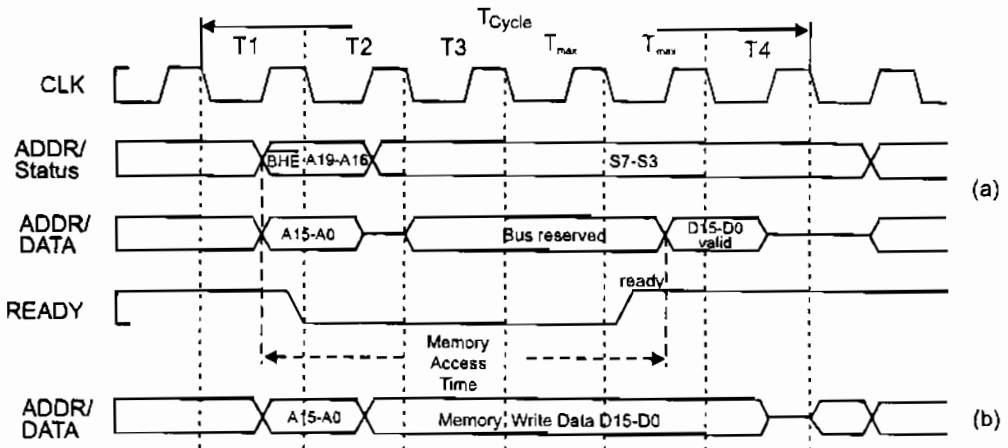 T Cycle
T1 T2 T3 Tmax Tmax T4
CLK
ADDR/
Status
BHE A19-A16 S7-S3
(a)
ADDR/
DATA
A15-A0 Bus reserved D15-D0
valid
READY
ready
Memory
Access
Time
ADDR/
DATA
A15-A0 Memory Write Data D15-D0
(b)